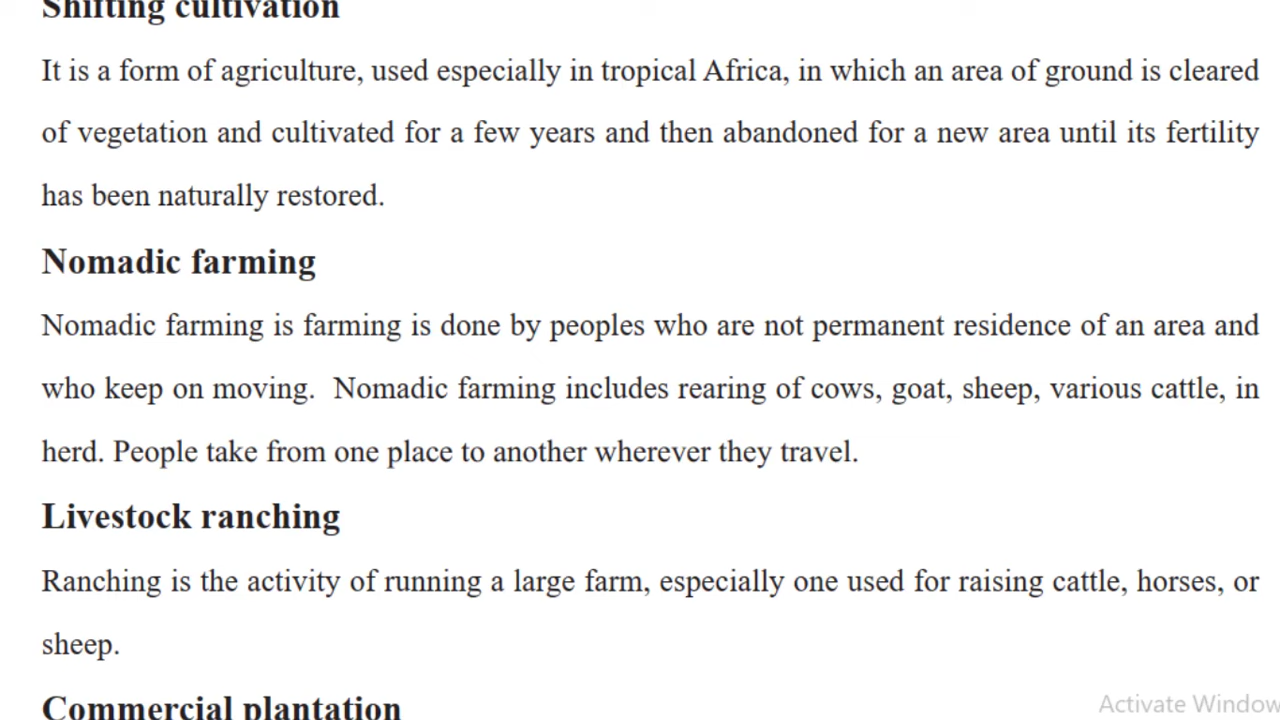 Shifting cultivation
It is a form of agriculture, used especially in tropical Africa, in which an area of ground is cleared
of vegetation and cultivated for a few years and then abandoned for a new area until its fertility
has been naturally restored.
Nomadic farming
Nomadic farming is farming is done by peoples who are not permanent residence of an area and
who keep on moving.  Nomadic farming includes rearing of cows, goat, sheep, various cattle, in
herd. People take from one place to another wherever they travel.
Livestock ranching
Ranching is the activity of running a large farm, especially one used for raising cattle, horses, or
sheep.
Commercial plantation
Activate Window